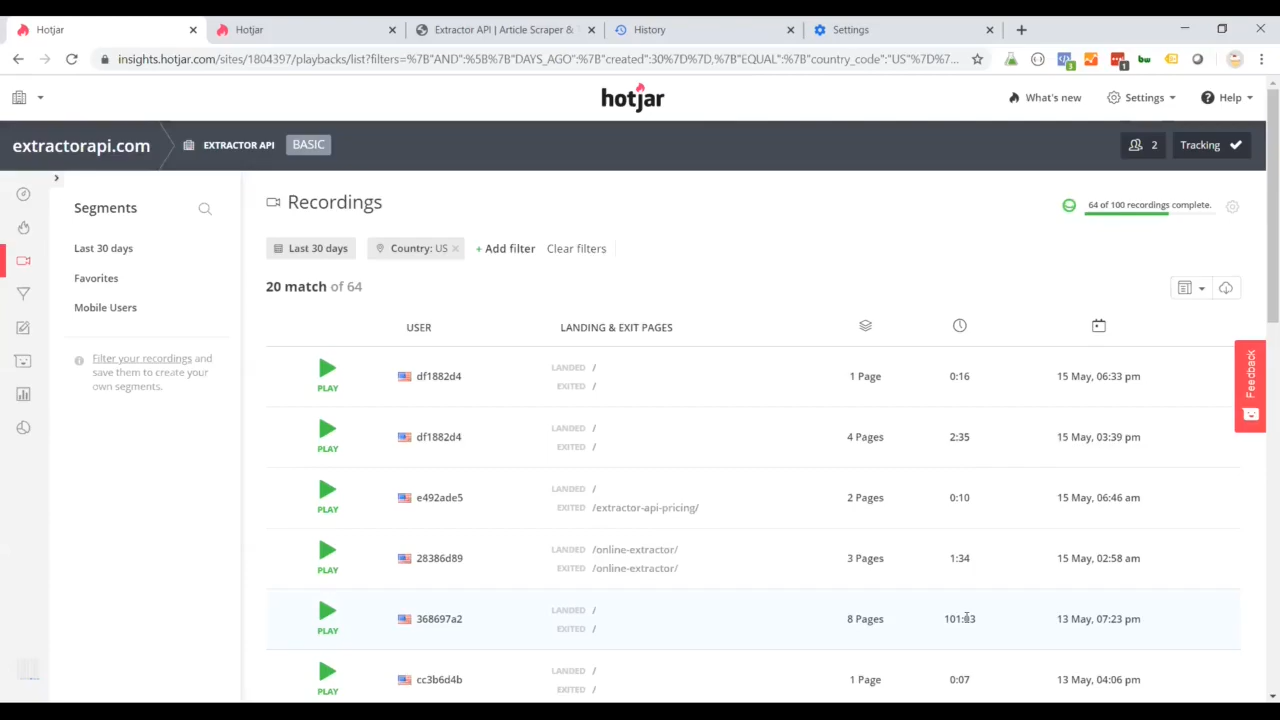 Hotjar
Hotjar
Extractor API | Article Scraper &
History
Settings
insights.hotjar.com/sites/1804397/playbacks/list?filters=%7B"AND":%5B%7B"DAYS_AGO":%7B"created":30%7D%7D,%7B"EQUAL":%7B"country_code":"US"%7D%7...
3
1
bw
hotjar
What's new
Settings
Help
extractorapi.com
EXTRACTOR API
BASIC
2
Tracking
Segments
Last 30 days
Favorites
Mobile Users
Filter your recordings and
save them to create your
own segments.
Recordings
64 of 100 recordings complete.
Last 30 days
Country: US
+ Add filter
Clear filters
20 match of 64
USER
LANDING & EXIT PAGES
PLAY
df1882d4
LANDED /
EXITED /
1 Page
0:16
15 May, 06:33 pm
PLAY
df1882d4
LANDED /
EXITED /
4 Pages
2:35
15 May, 03:39 pm
PLAY
e492ade5
LANDED /
EXITED /extractor-api-pricing/
2 Pages
0:10
15 May, 06:46 am
PLAY
28386d89
LANDED /online-extractor/
EXITED /online-extractor/
3 Pages
1:34
15 May, 02:58 am
PLAY
368697a2
LANDED /
EXITED /
8 Pages
13 May, 07:23 pm
PLAY
cc3b6d4b
LANDED /
EXITED /
1 Page
0:07
13 May, 04:06 pm
Feedback